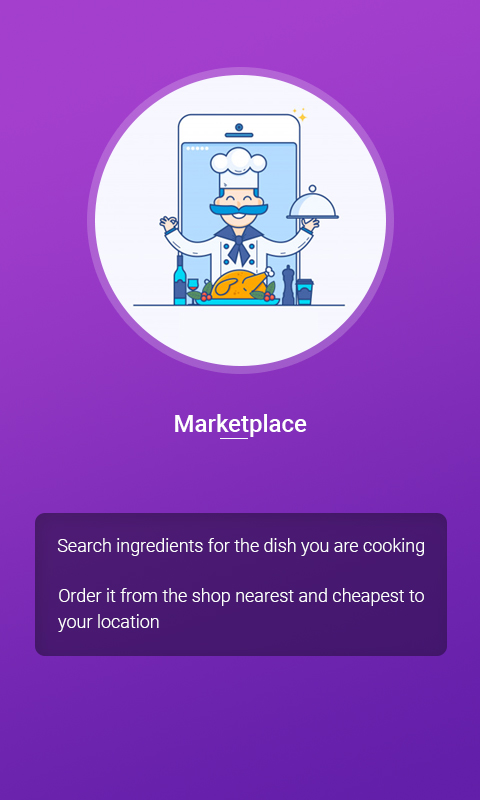 Marketplace
Search ingredients for the dish you are cooking
Order it from the shop nearest and cheapest to
your location